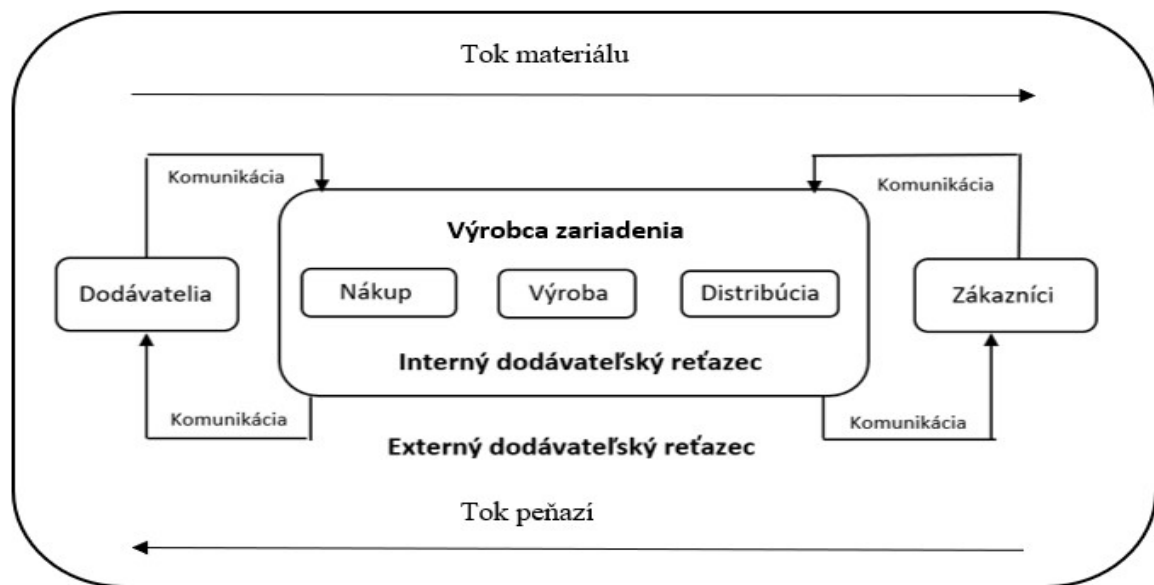 Tok materiálu
Komunikácia
Komunikácia
Výrobca zariadenia
Dodávatelia
Nákup
Výroba
Distribúcia
Zákazníci
Interný dodávateľský reťazec
Komunikácia
Komunikácia
Externý dodávateľský reťazec
Tok peňazí